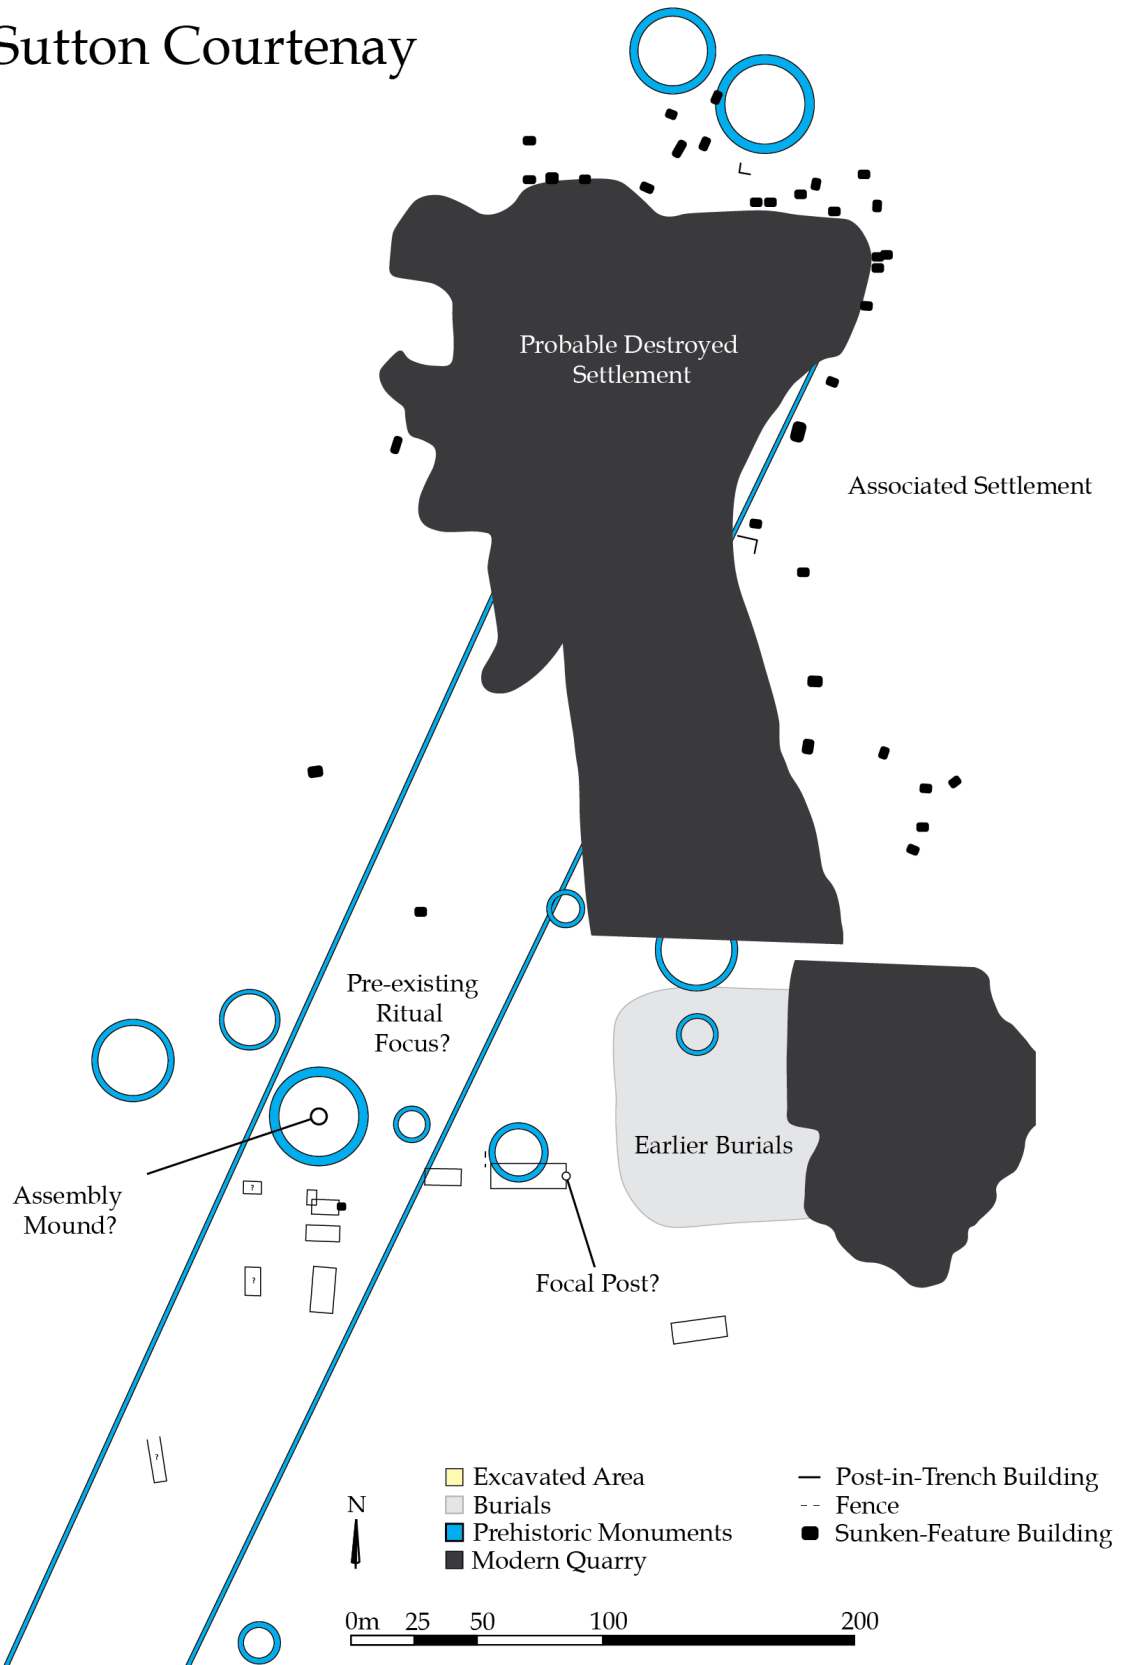 Sutton Courtenay
Probable Destroyed
Settlement
Associated Settlement
Pre-existing
Ritual
Focus?
Earlier Burials
Assembly
Mound?
?
?
Focal Post?
?
N
Excavated Area
Burials
Prehistoric Monuments
Modern Quarry
Post-in-Trench Building
Fence
Sunken-Feature Building
0m 25 50 100 200